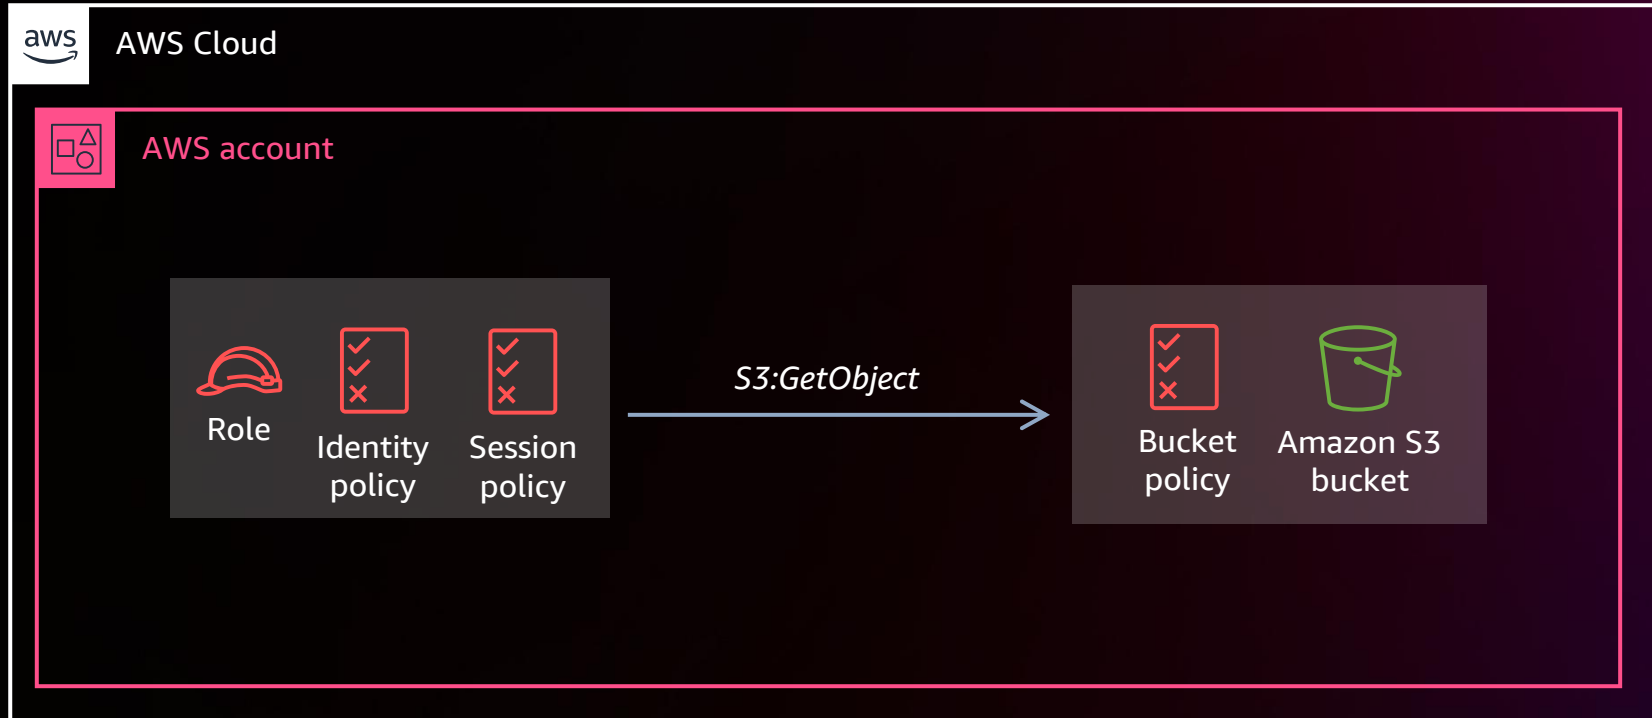 aws
AWS Cloud
AWS account
Role
Identity
policy
Session
policy
S3:GetObject
Bucket
policy
Amazon S3
bucket